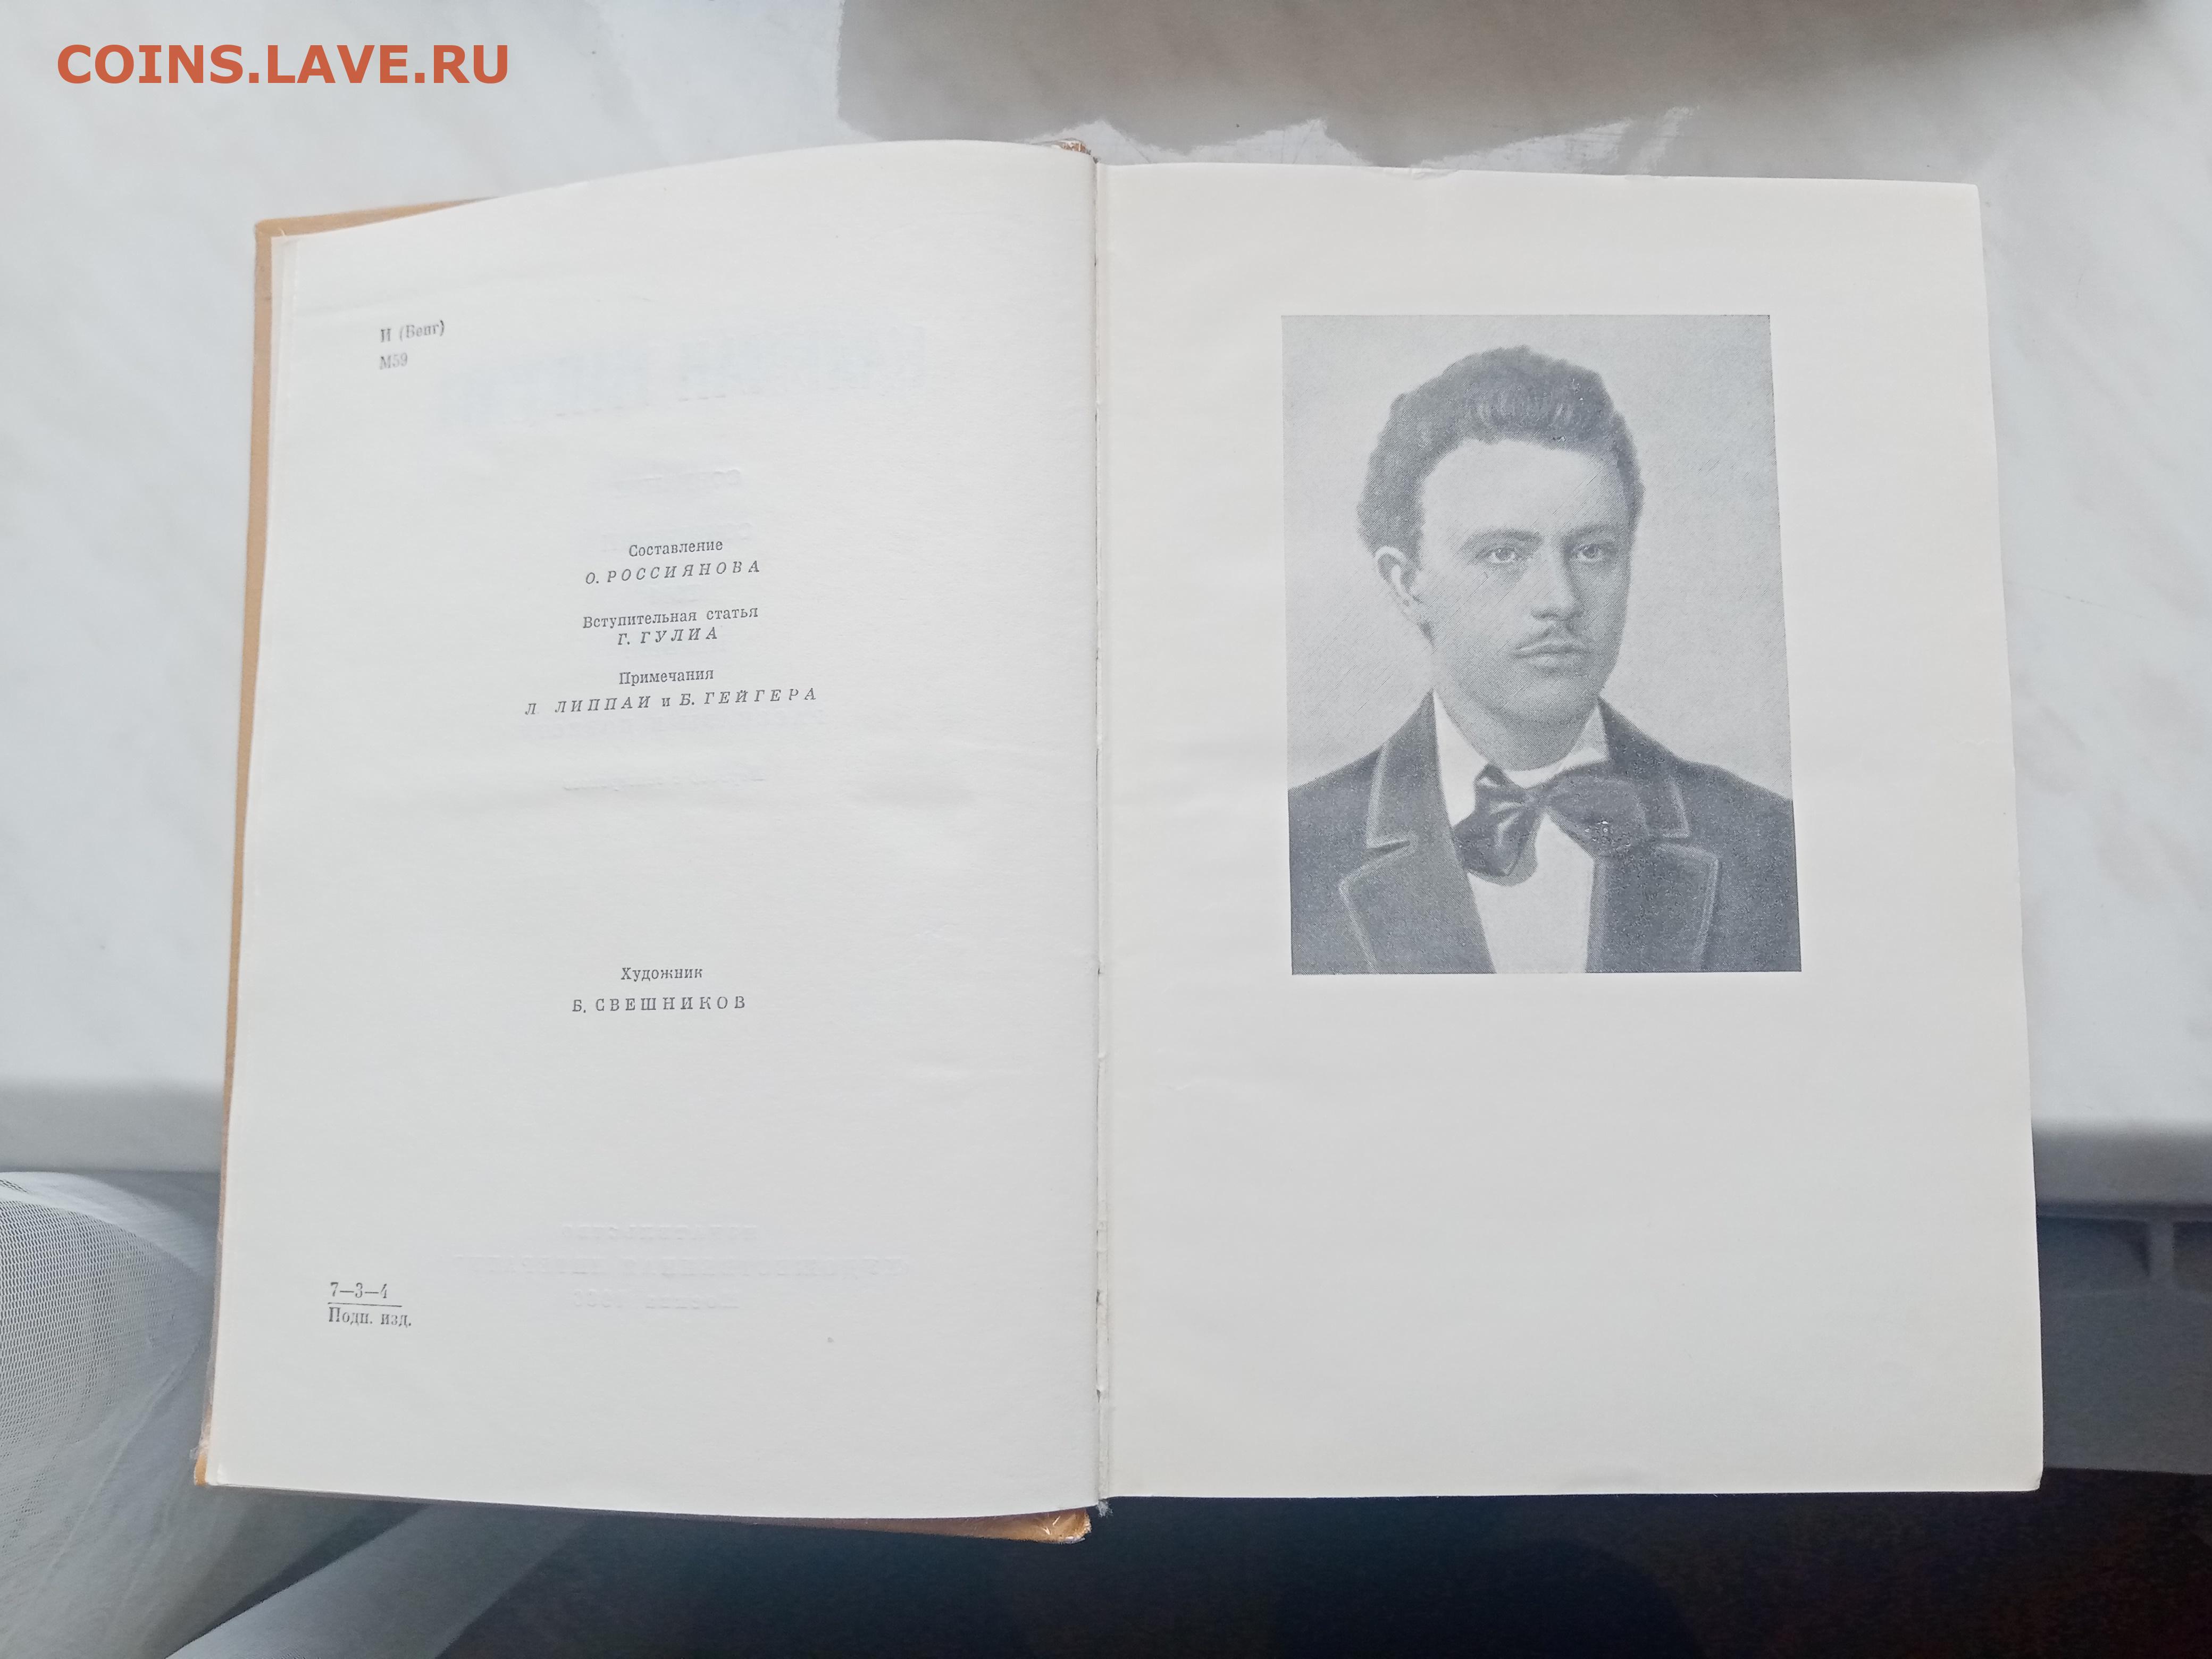 COINS.LAVE.RU
И (Венг)
М59
Составление
О. РОССИЯНОВА
Вступительная статья
Г. ГУЛИА
Примечания
Л. ЛИППАИ и Б. ГЕЙГЕРА
Художник
Б. СВЕШНИКОВ
7—3—4
Подп. изд.